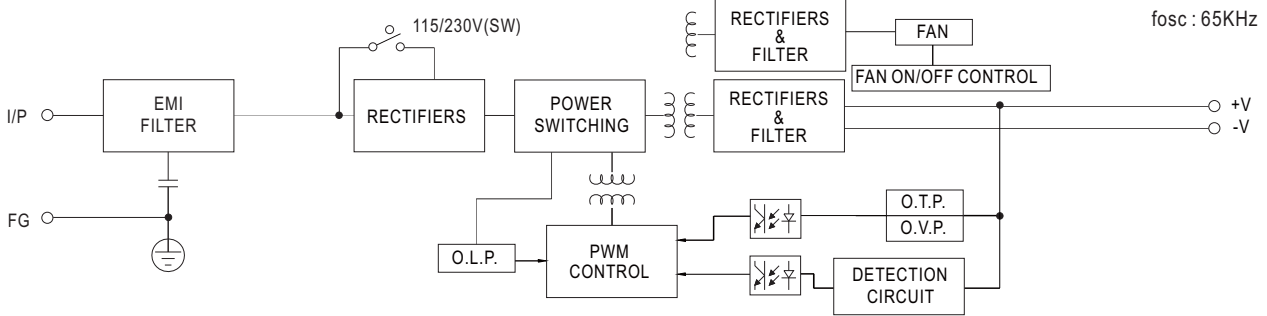 115/230V(SW)
RECTIFIERS
&
FILTER
FAN
fosc : 65KHz
FAN ON/OFF CONTROL
I/P
EMI
FILTER
RECTIFIERS
POWER
SWITCHING
RECTIFIERS
&
FILTER
+V
-V
FG
O.T.P.
O.V.P.
O.L.P.
PWM
CONTROL
DETECTION
CIRCUIT